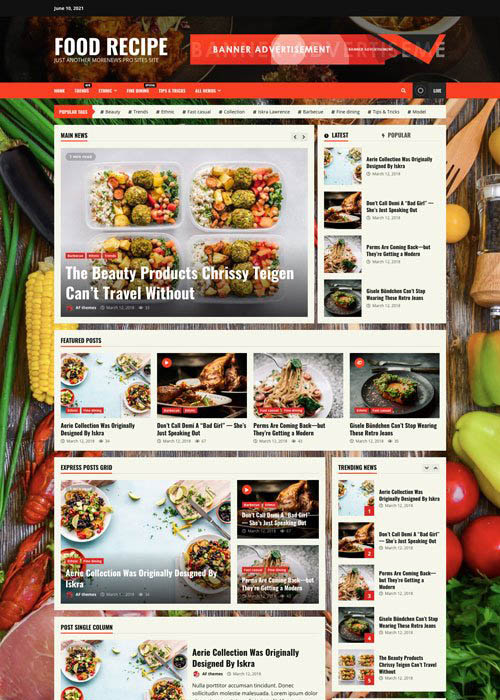 June 10, 2021
FOOD RECIPE
JUST ANOTHER MORENEWS PRO SITES SITE
BANNER ADVERTISEMENT
BANNER ADVERTISEMENT
HOME
TRENDS
ETHNIC
FINE DINING
TIPS & TRICKS
ALL MENUS
LIVE
POPULAR TAGS
# Beauty
# Trends
# Ethnic
# Fast casual
# Collection
# Iskra Lawrence
# Barbecue
# Fine dining
# Tips & Tricks
# Model
MAIN NEWS
1 min read
Barbecue
Ethnic
Trends
The Beauty Products Chrissy Teigen
Can't Travel Without
AF themes
March 12, 2018
LATEST
POPULAR
Aerie Collection Was Originally
Designed By Iskra
March 12, 2018
Don't Call Demi A "Bad Girl" —
She's Just Speaking Out
March 12, 2018
Perms Are Coming Back—but
They're Getting a Modern
March 12, 2018
Gisele Bündchen Can't Stop
Wearing These Retro Jeans
March 12, 2018
FEATURED POSTS
Ethnic
Fine dining
Aerie Collection Was Originally
Designed By Iskra
March 12, 2018
Barbecue
Ethnic
Don't Call Demi A "Bad Girl" — She's
Just Speaking Out
March 12, 2018
67
Fast casual
Fine dining
Perms Are Coming Back—but
They're Getting a Modern
March 12, 2018
Ethnic
Fast casual
Gisele Bündchen Can't Stop Wearing
These Retro Jeans
March 12, 2018
EXPRESS POSTS GRID
Ethnic
Fine dining
Aerie Collection Was Originally Designed By
Iskra
AF themes
Barbecue
Ethnic
Don't Call Demi A "Bad Girl"
— She's Just Speaking Out
March 12, 2018
67
Fast casual
Fine dining
Perms Are Coming Back—but
They're Getting a Modern
March 12, 2018
TRENDING NEWS
1
Aerie Collection Was
Originally Designed By
Iskra
March 12, 2018
2
Don't Call Demi A "Bad
Girl" — She's Just
Speaking Out
March 12, 2018
3
Perms Are Coming
Back—but They're
Getting a Modern
March 12, 2018
4
Gisele Bündchen Can't
Stop Wearing These
Retro Jeans
March 12, 2018
5
The Beauty Products
Chrissy Teigen Can't
Travel Without
March 12, 2018
POST SINGLE COLUMN
Aerie Collection Was Originally
Designed By Iskra
AF themes
March 12, 2018
Nulla porttitor accumsan tincidunt. Donec
sollicitudin molestie malesuada. Lorem ipsum dolor